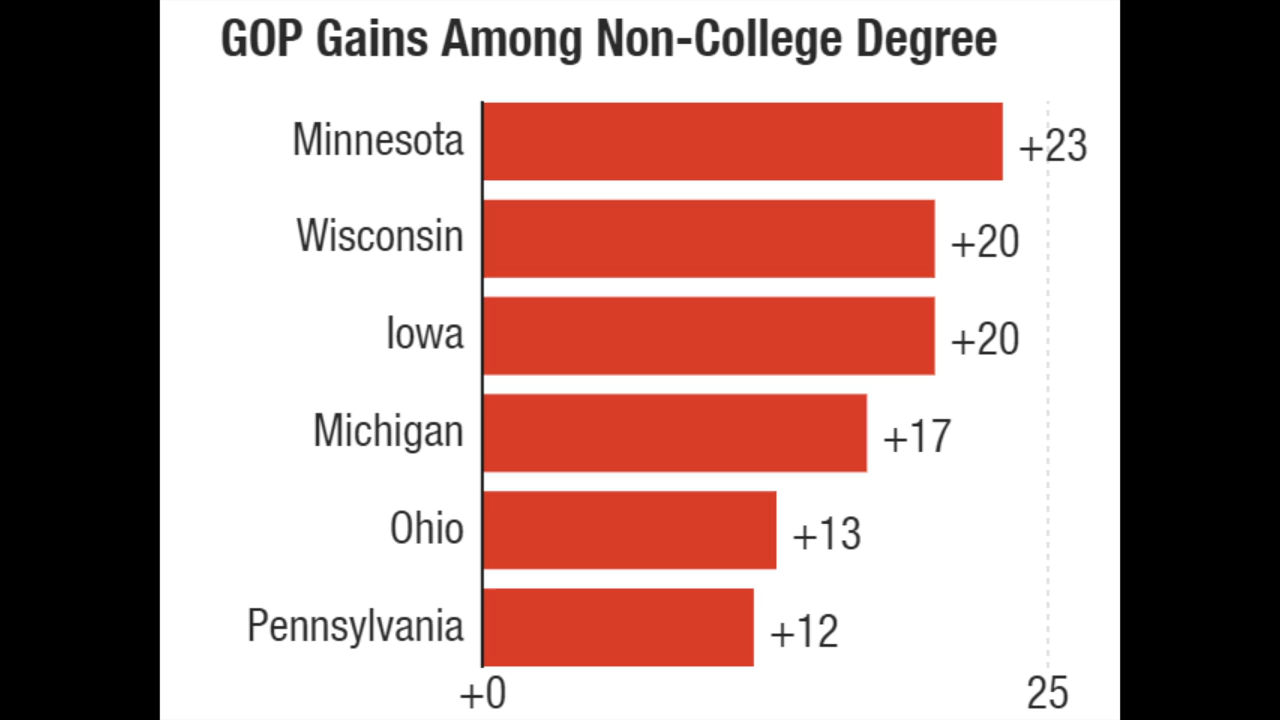 GOP Gains Among Non-College Degree
Minnesota +23
Wisconsin +20
Iowa +20
Michigan +17
Ohio +13
Pennsylvania +12
+0 25